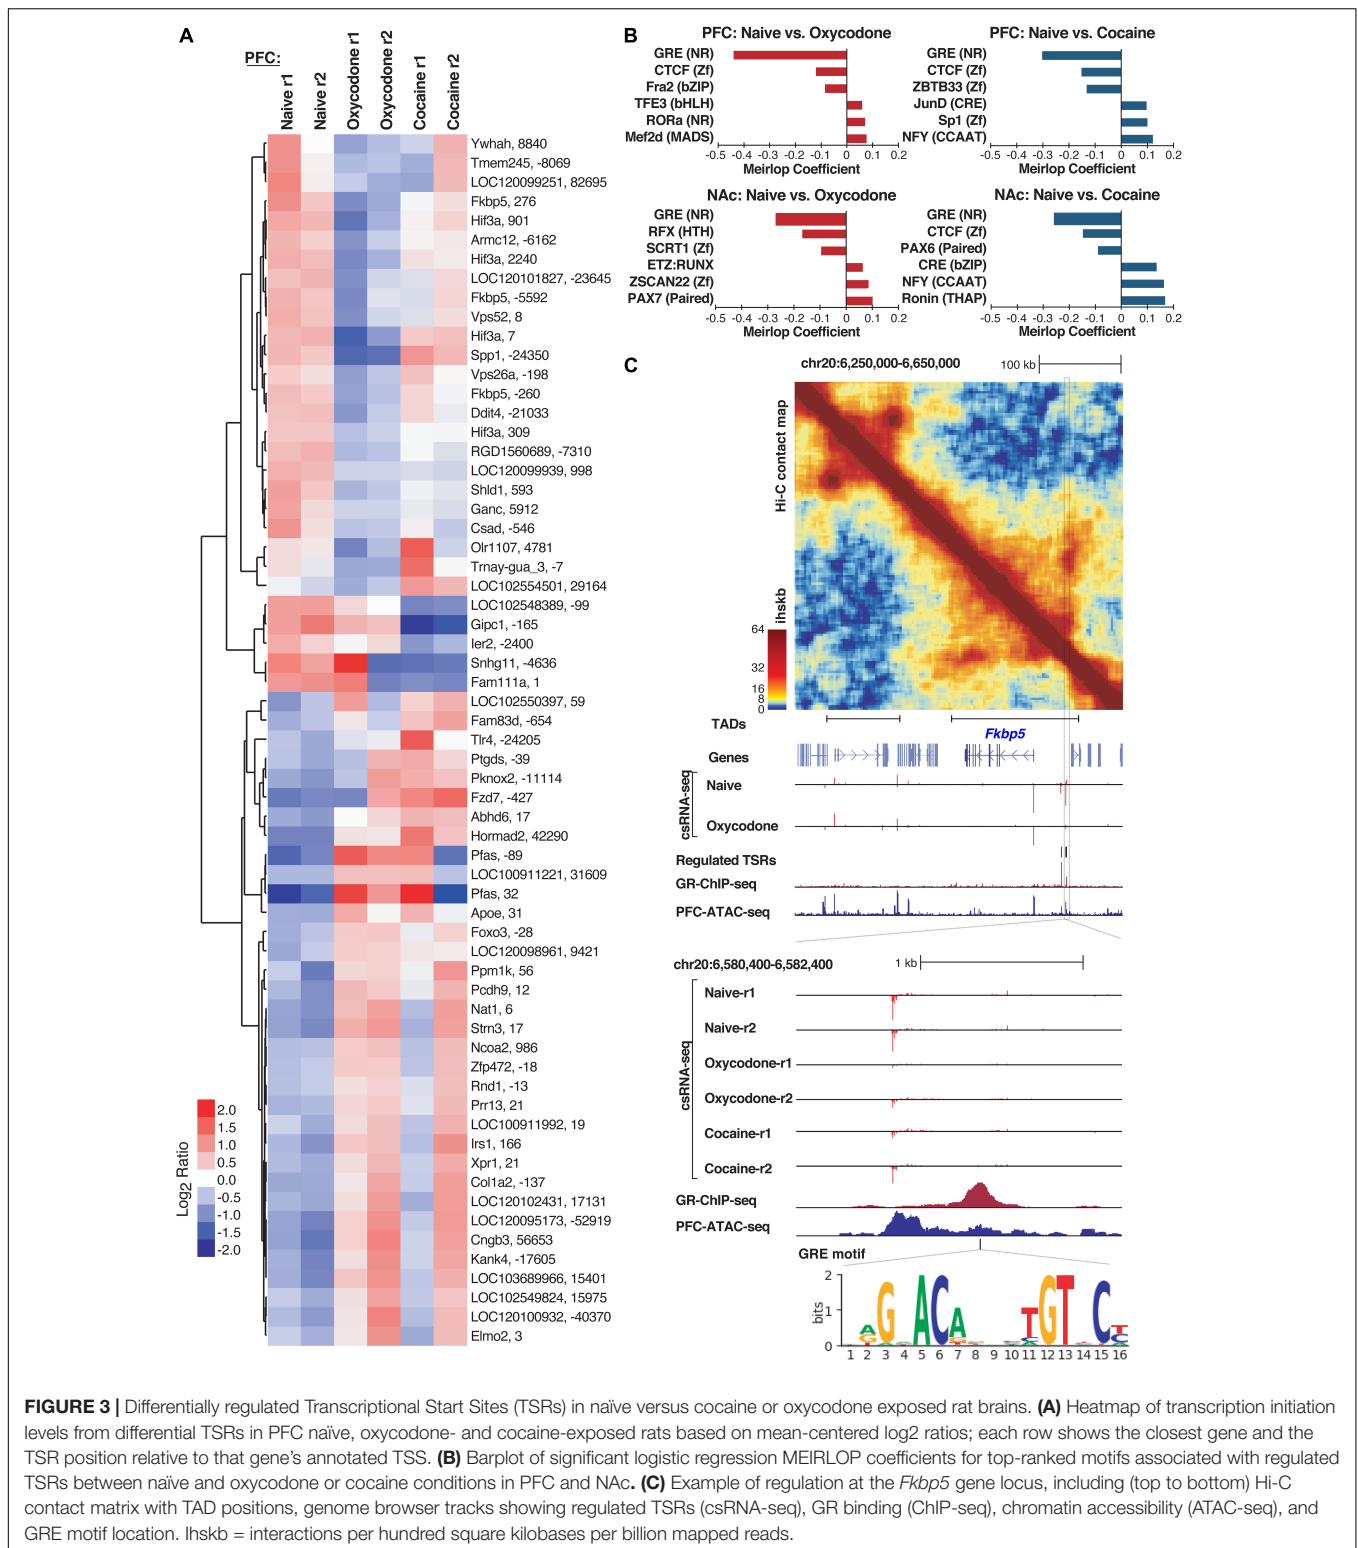 A
PFC:
Naive r1
Naive r2
Oxycodone r1
Oxycodone r2
Cocaine r1
Cocaine r2
Ywhah, 8840
Tmem245, -8069
LOC120099251, 82695
Fkbp5, 276
Hif3a, 901
Armc12, -6162
Hif3a, 2240
LOC120101827, -23645
Fkbp5, -5592
Vps52, 8
Hif3a, 7
Spp1, -24350
Vps26a, -198
Fkbp5, -260
Ddit4, -21033
Hif3a, 309
RGD1560689, -7310
LOC120099939, 998
Shld1, 593
Ganc, 5912
Csad, -546
Olr1107, 4781
Trnay-gua_3, -7
LOC102554501, 29164
LOC102548389, -99
Gipc1, -165
Ier2, -2400
Snhg11, -4636
Fam111a, 1
LOC102550397, 59
Fam83d, -654
Tlr4, -24205
Ptgds, -39
Pknox2, -11114
Fzd7, -427
Abhd6, 17
Hormad2, 42290
Pfas, -89
LOC100911221, 31609
Pfas, 32
Apoe, 31
Foxo3, -28
LOC120098961, 9421
Ppm1k, 56
Pcdh9, 12
Nat1, 6
Strn3, 17
Ncoa2, 986
Zfp472, -18
Rnd1, -13
Prr13, 21
LOC100911992, 19
Irs1, 166
Xpr1, 21
Col1a2, -137
LOC120102431, 17131
LOC120095173, -52919
Cngb3, 56653
Kank4, -17605
LOC103689966, 15401
LOC102549824, 15975
LOC120100932, -40370
Elmo2, 3
Log2 Ratio
2.0
1.5
1.0
0.5
0.0
-0.5
-1.0
-1.5
-2.0
B
PFC: Naive vs. Oxycodone
GRE (NR)
CTCF (Zf)
Fra2 (bZIP)
TFE3 (bHLH)
RORa (NR)
Mef2d (MADS)
-0.5 -0.4 -0.3 -0.2 -0.1 0 0.1 0.2
Meirlop Coefficient
PFC: Naive vs. Cocaine
GRE (NR)
CTCF (Zf)
ZBTB33 (Zf)
JunD (CRE)
Sp1 (Zf)
NFY (CCAAT)
-0.5 -0.4 -0.3 -0.2 -0.1 0 0.1 0.2
Meirlop Coefficient
NAc: Naive vs. Oxycodone
GRE (NR)
RFX (HTH)
SCRT1 (Zf)
ETZ:RUNX
ZSCAN22 (Zf)
PAX7 (Paired)
-0.5 -0.4 -0.3 -0.2 -0.1 0 0.1 0.2
Meirlop Coefficient
NAc: Naive vs. Cocaine
GRE (NR)
CTCF (Zf)
PAX6 (Paired)
CRE (bZIP)
NFY (CCAAT)
Ronin (THAP)
-0.5 -0.4 -0.3 -0.2 -0.1 0 0.1 0.2
Meirlop Coefficient
C
chr20:6,250,000-6,650,000
100 kb
Hi-C contact map
ihskb
64
32
16
8
0
TADs
Fkbp5
Genes
csRNA-seq
Naive
Oxycodone
Regulated TSRs
GR-ChIP-seq
PFC-ATAC-seq
chr20:6,580,400-6,582,400
1 kb
csRNA-seq
Naive-r1
Naive-r2
Oxycodone-r1
Oxycodone-r2
Cocaine-r1
Cocaine-r2
GR-ChIP-seq
PFC-ATAC-seq
GRE motif
bits
2
1
0
1 2 3 4 5 6 7 8 9 10 11 12 13 14 15 16
FIGURE 3 | Differentially regulated Transcriptional Start Sites (TSRs) in naïve versus cocaine or oxycodone exposed rat brains. (A) Heatmap of transcription initiation
levels from differential TSRs in PFC naïve, oxycodone- and cocaine-exposed rats based on mean-centered log2 ratios; each row shows the closest gene and the
TSR position relative to that gene's annotated TSS. (B) Barplot of significant logistic regression MEIRLOP coefficients for top-ranked motifs associated with regulated
TSRs between naïve and oxycodone or cocaine conditions in PFC and NAc. (C) Example of regulation at the Fkbp5 gene locus, including (top to bottom) Hi-C
contact matrix with TAD positions, genome browser tracks showing regulated TSRs (csRNA-seq), GR binding (ChIP-seq), chromatin accessibility (ATAC-seq), and
GRE motif location. Ihskb = interactions per hundred square kilobases per billion mapped reads.